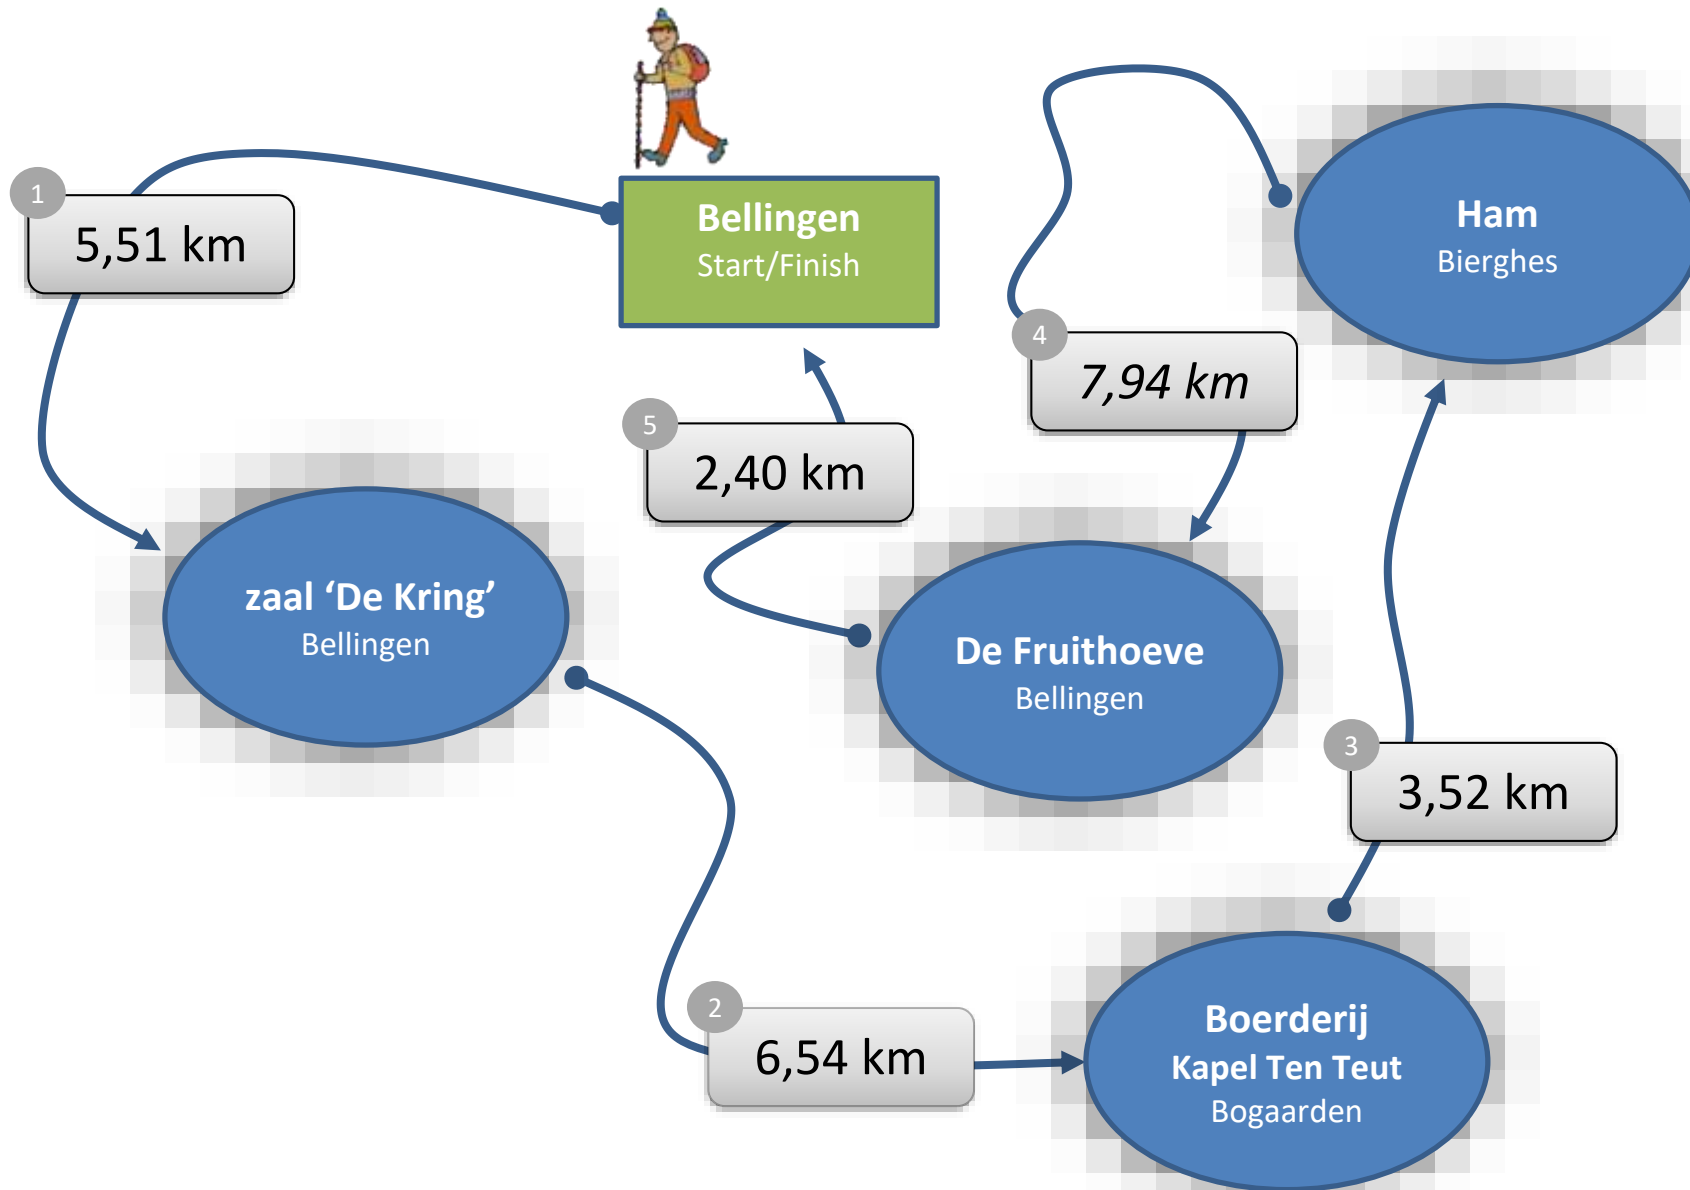 Bellingen
Start/Finish
1
5,51 km
zaal ‘De Kring’
Bellingen
2
6,54 km
Boerderij
Kapel Ten Teut
Bogaarden
3
3,52 km
Ham
Bierghes
4
7,94 km
De Fruithoeve
Bellingen
5
2,40 km